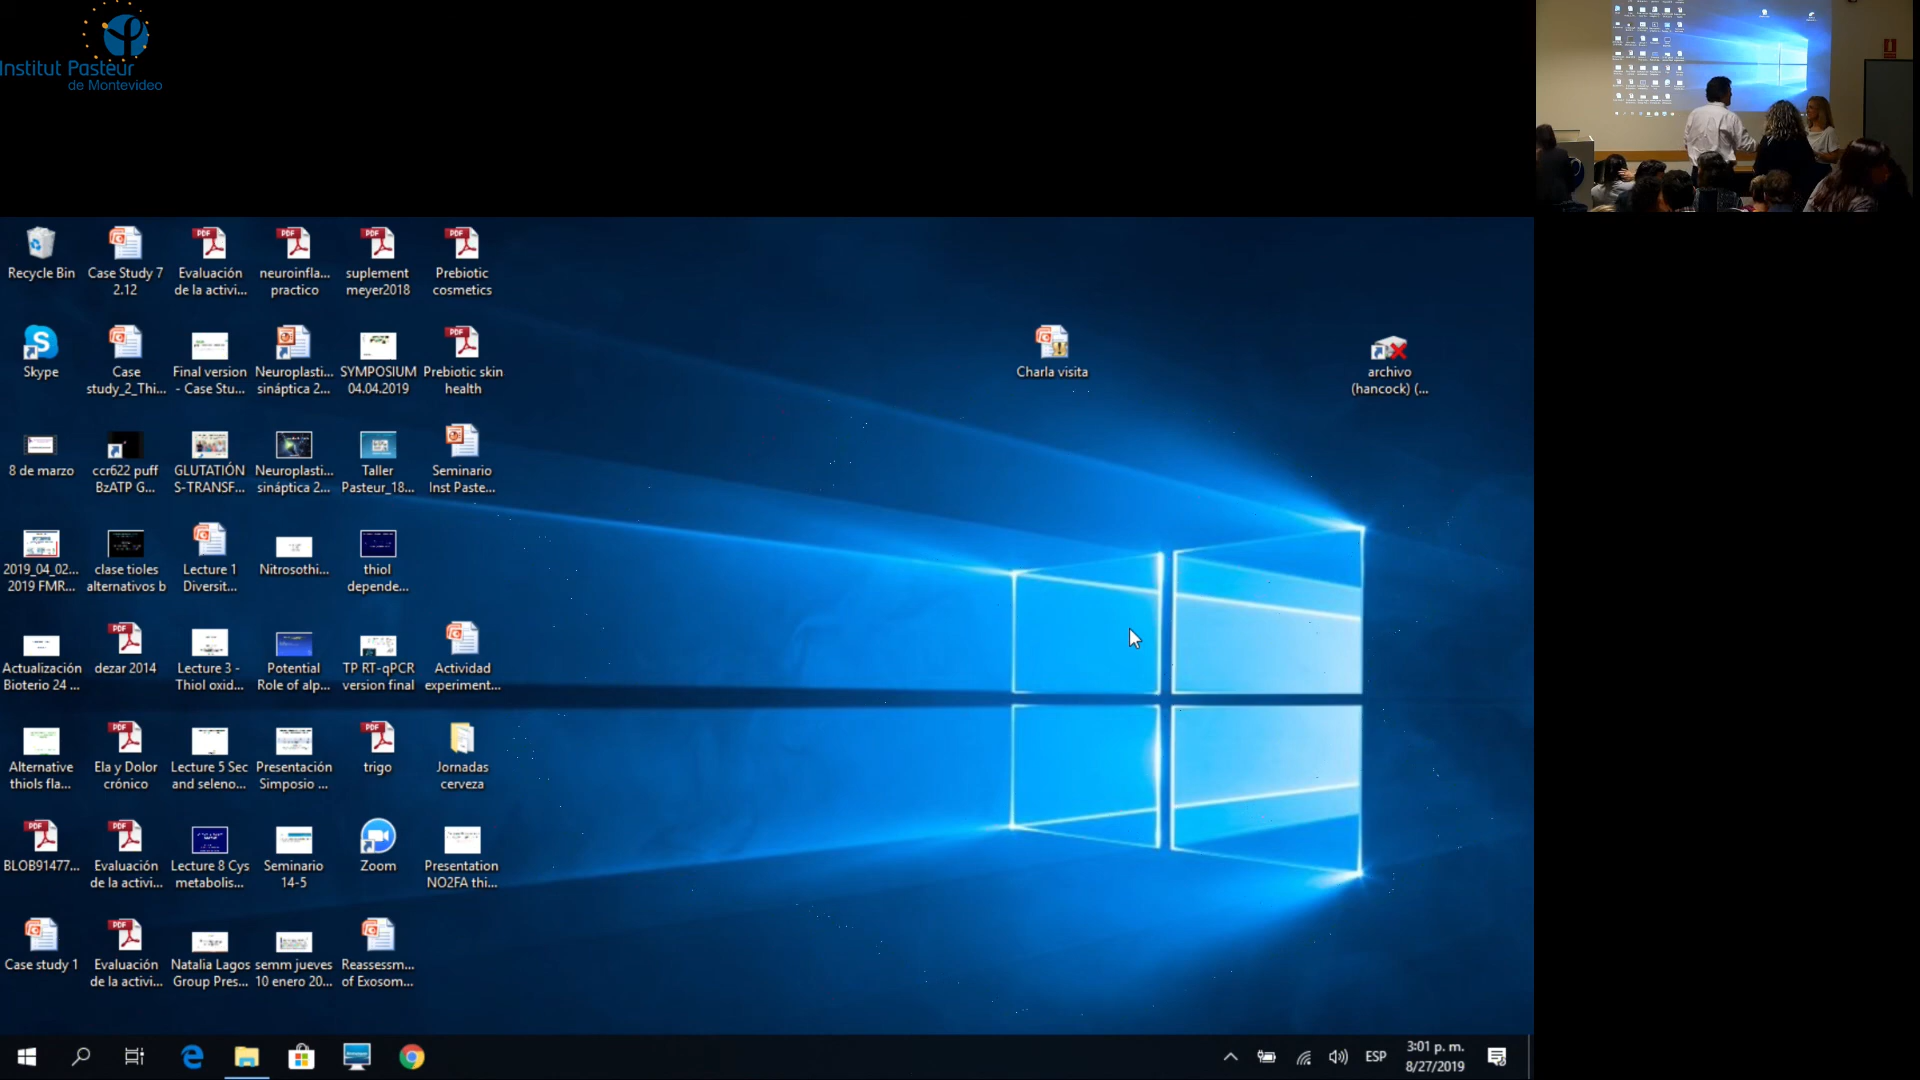 Institut Pasteur
de Montevideo
Recycle Bin
Case Study 7
2.12
Evaluación
de la activi...
neuroinfla...
practico
suplement
meyer2018
Prebiotic
cosmetics
Skype
Case
study_2_Thi...
Final version
- Case Stu...
Neuroplasti...
sináptica 2...
SYMPOSIUM
04.04.2019
Prebiotic skin
health
Charla visita
archivo
(hancock) (...
8 de marzo
ccr622 puff
BzATP G...
GLUTATIÓN
S-TRANSF...
Neuroplasti...
sináptica 2...
Taller
Pasteur_18...
Seminario
Inst Paste...
2019_04_02...
2019 FMR...
clase tioles
alternativos b
Lecture 1
Diversit...
Nitrosothi...
thiol
depende...
Actualización
Bioterio 24 ...
dezar 2014
Lecture 3 -
Thiol oxid...
Potential
Role of alp...
TP RT-qPCR
version final
Actividad
experiment...
Alternative
thiols fla...
Ela y Dolor
crónico
Lecture 5 Sec
and seleno...
Presentación
Simposio ...
trigo
Jornadas
cerveza
BLOB91477...
Evaluación
de la activi...
Lecture 8 Cys
metabolis...
Seminario
14-5
Zoom
Presentation
NO2FA thi...
Case study 1
Evaluación
de la activi...
Natalia Lagos
Group Pres...
semm jueves
10 enero 20...
Reassessm...
of Exosom...
ESP
3:01 p. m.
8/27/2019